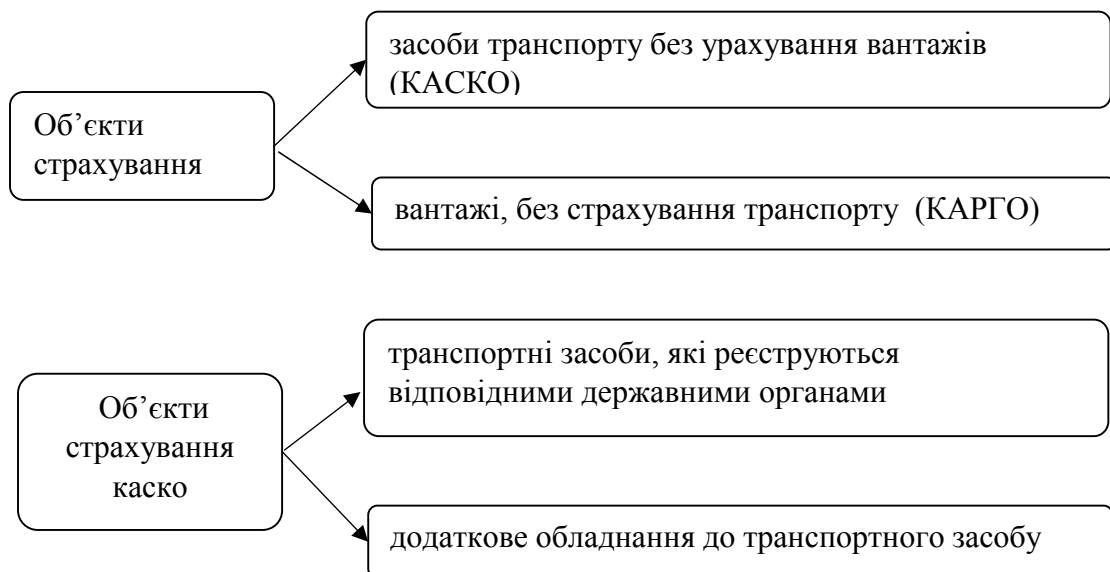 засоби транспорту без урахування вантажів
(КАСКО)
Об’єкти
страхування
вантажі, без страхування транспорту (КАРГО)
транспортні засоби, які реєструються
відповідними державними органами
Об’єкти
страхування
каско
додаткове обладнання до транспортного засобу